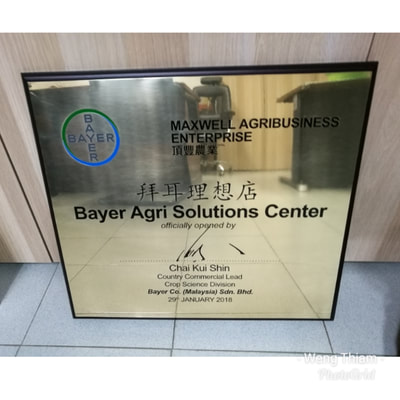 BAYER
BAYER
MAXWELL AGRIBUSINESS
ENTERPRISE
頂豐農業
拜耳理想店
Bayer Agri Solutions Center
officially opened by
Chai Kui Shin
Country Commercial Lead
Crop Science Division
Bayer Co. (Malaysia) Sdn. Bhd.
29th JANUARY 2018
- Weng Thiam -
PhotoGrid